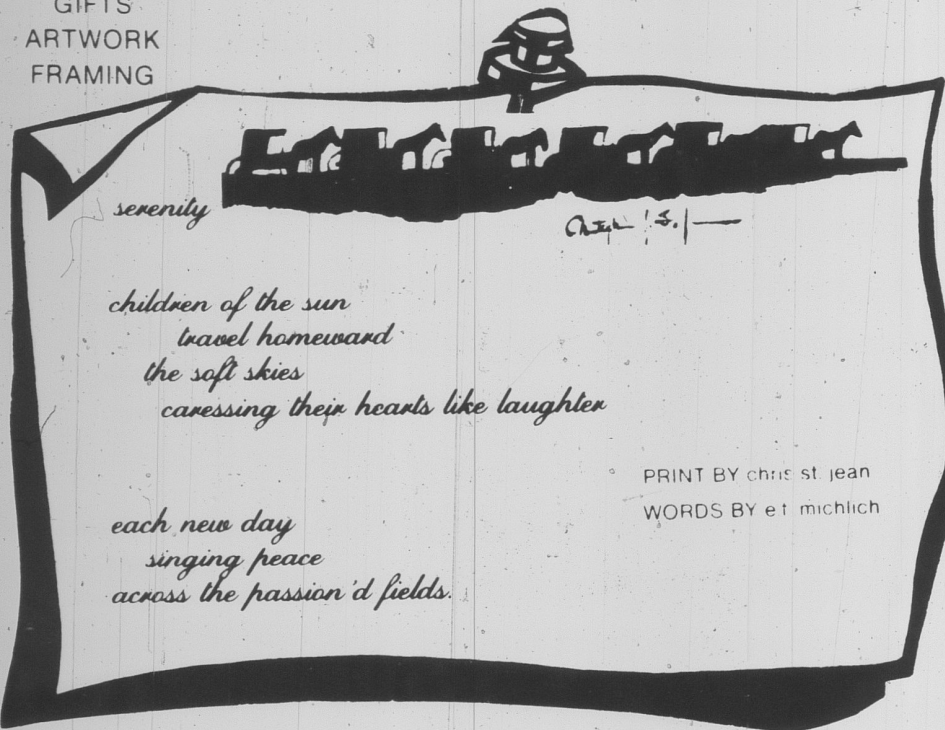 GIFTS
ARTWORK
FRAMING
serenity
children of the sun
travel homeward
the soft skies
caressing their hearts like laughter
PRINT BY chris st. jean
WORDS BY e t michlich
each new day
singing peace
across the passion'd fields.